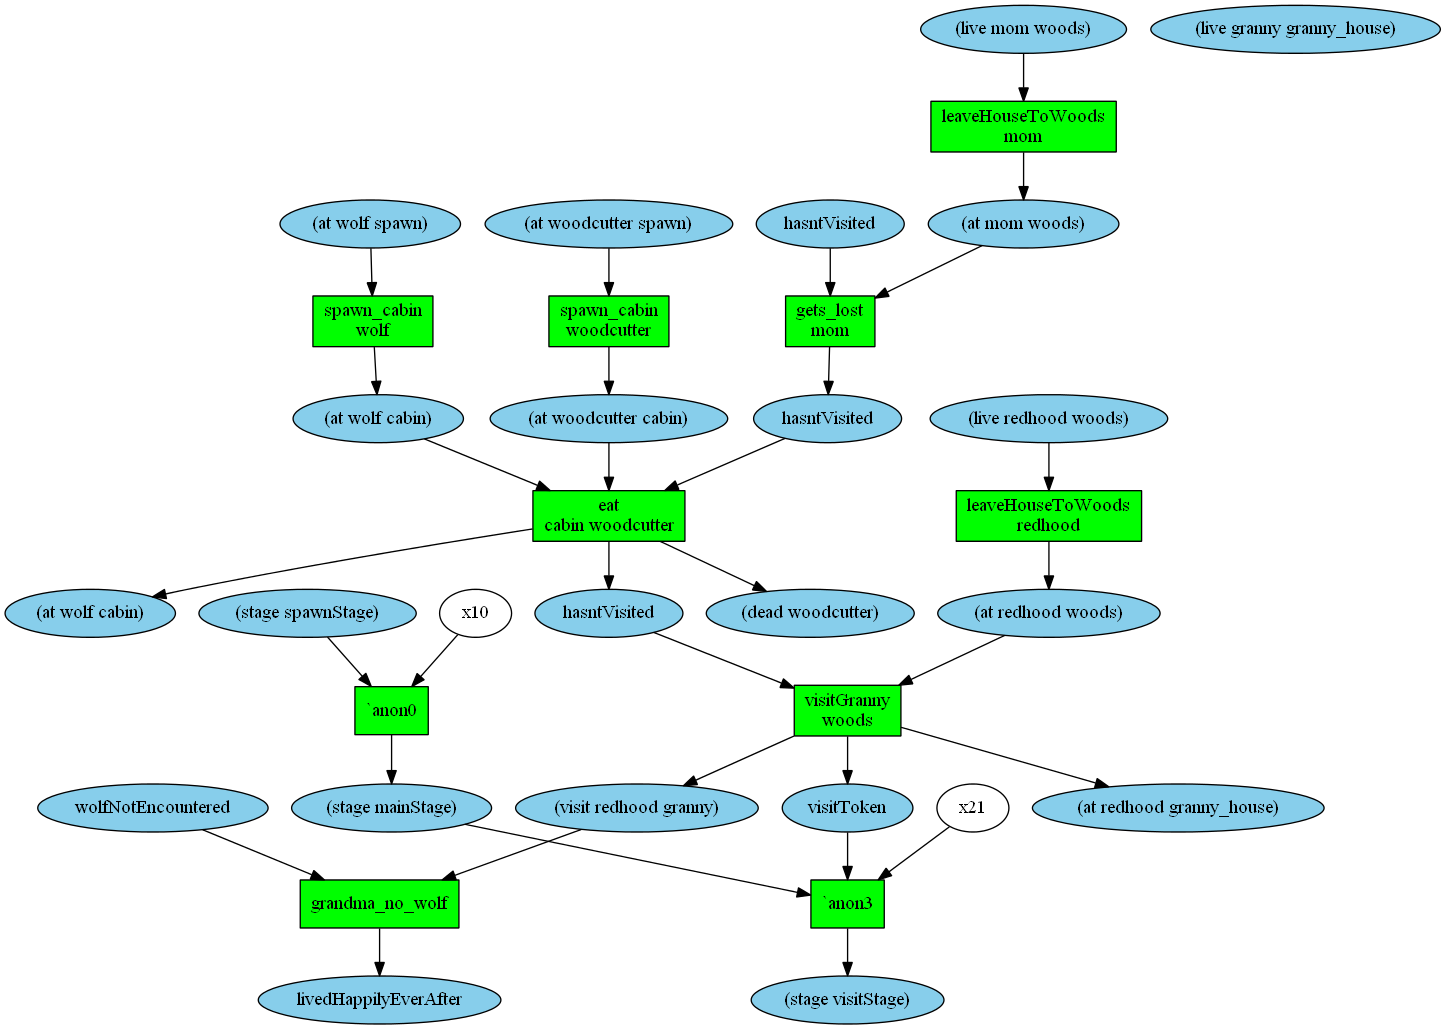 (live mom woods)
(live granny granny_house)
leaveHouseToWoods
mom
(at wolf spawn)
(at woodcutter spawn)
hasntVisited
(at mom woods)
spawn_cabin
wolf
spawn_cabin
woodcutter
gets_lost
mom
(at wolf cabin)
(at woodcutter cabin)
hasntVisited
(live redhood woods)
eat
cabin woodcutter
leaveHouseToWoods
redhood
(at wolf cabin)
(stage spawnStage)
x10
hasntVisited
(dead woodcutter)
(at redhood woods)
`anon0
visitGranny
woods
wolfNotEncountered
(stage mainStage)
(visit redhood granny)
visitToken
x21
(at redhood granny_house)
grandma_no_wolf
`anon3
livedHappilyEverAfter
(stage visitStage)